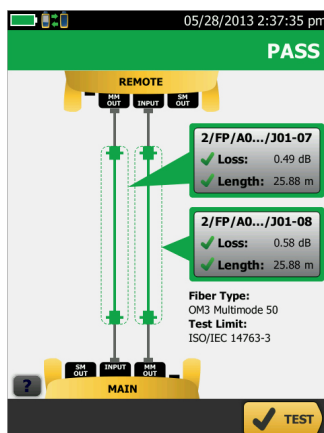 05/28/2013 2:37:35 pm
PASS
REMOTE
MM OUT INPUT SM OUT
2/FP/A0.../J01-07
Loss: 0.49 dB
Length: 25.88 m
2/FP/A0.../J01-08
Loss: 0.58 dB
Length: 25.88 m
Fiber Type:
OM3 Multimode 50
Test Limit:
ISO/IEC 14763-3
SM OUT INPUT MM OUT
MAIN
?
TEST